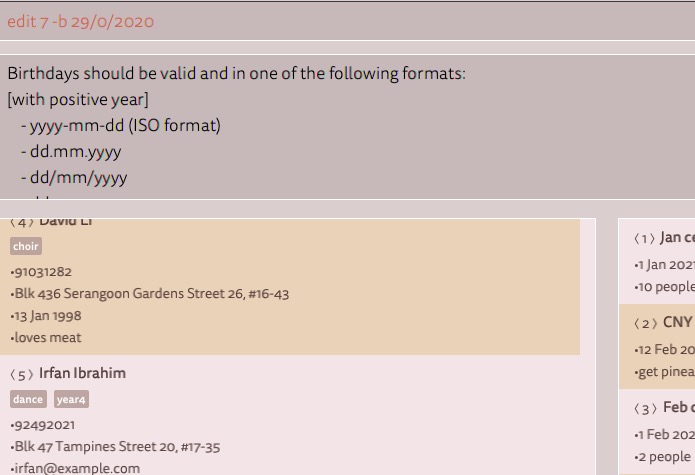 edit 7 -b 29/0/2020
Birthdays should be valid and in one of the following formats:
[with positive year]
- yyyy-mm-dd (ISO format)
- dd.mm.yyyy
- dd/mm/yyyy
⟨ 4 ⟩ David Li
choir
•91031282
•Blk 436 Serangoon Gardens Street 26, #16-43
•13 Jan 1998
•loves meat
⟨ 5 ⟩ Irfan Ibrahim
dance year4
•92492021
•Blk 47 Tampines Street 20, #17-35
•irfan@example.com
⟨ 1 ⟩ Jan ce
•1 Jan 2021
•10 people
⟨ 2 ⟩ CNY
•12 Feb 20
•get pinea
⟨ 3 ⟩ Feb
•1 Feb 202
•2 people